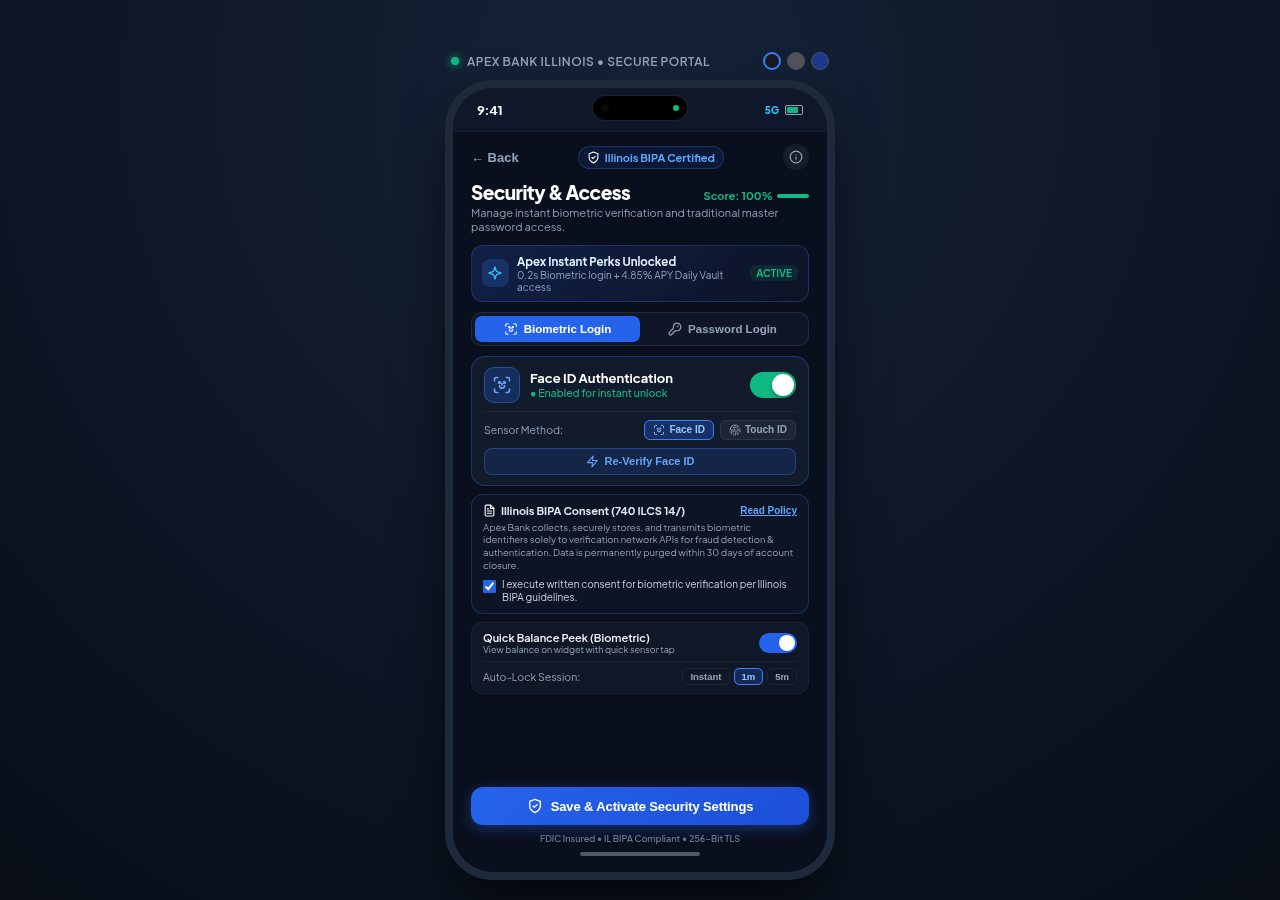 APEX BANK ILLINOIS • SECURE PORTAL
9:41
5G
← Back
Illinois BIPA Certified
Security & Access
Score: 100%
Manage instant biometric verification and traditional master
password access.
Apex Instant Perks Unlocked
0.2s Biometric login + 4.85% APY Daily Vault
access
ACTIVE
Biometric Login
Password Login
Face ID Authentication
• Enabled for instant unlock
Sensor Method:
Face ID
Touch ID
Re-Verify Face ID
Illinois BIPA Consent (740 ILCS 14/)
Read Policy
Apex Bank collects, securely stores, and transmits biometric
identifiers solely to verification network APIs for fraud detection &
authentication. Data is permanently purged within 30 days of account
closure.
I execute written consent for biometric verification per Illinois
BIPA guidelines.
Quick Balance Peek (Biometric)
View balance on widget with quick sensor tap
Auto-Lock Session:
Instant
1m
5m
Save & Activate Security Settings
FDIC Insured • IL BIPA Compliant • 256-Bit TLS